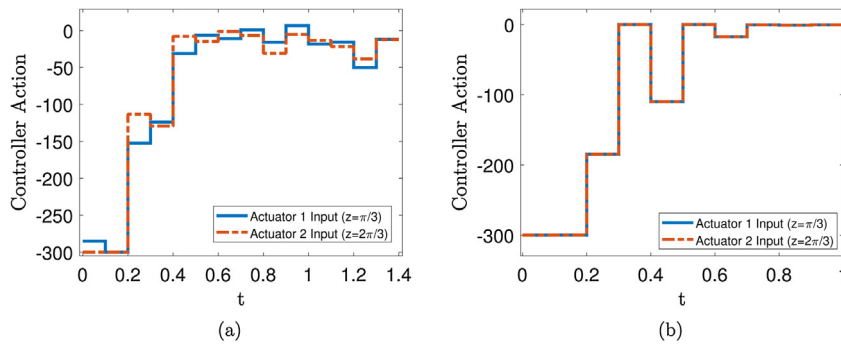 0
-50
-100
-150
-200
-250
-300
Controller Action
Actuator 1 Input (z=π/3)
Actuator 2 Input (z=2π/3)
0 0.2 0.4 0.6 0.8 1 1.2 1.4
t
(a)
0
-100
-200
-300
Controller Action
Actuator 1 Input (z=π/3)
Actuator 2 Input (z=2π/3)
0 0.2 0.4 0.6 0.8 1
t
(b)